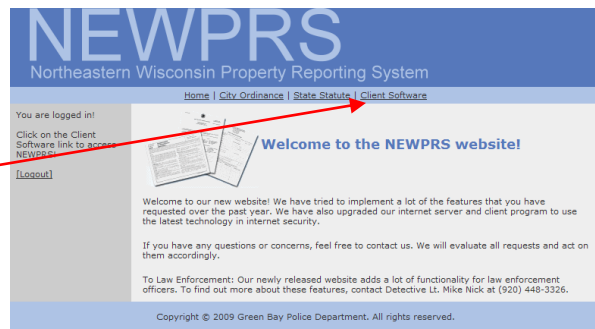 NEWPRS
Northeastern Wisconsin Property Reporting System
Home | City Ordinance | State Statute | Client Software
You are logged in!
Click on the Client
Software link to access
NEWPRS!
[Logout]
Welcome to the NEWPRS website!
Welcome to our new website! We have tried to implement a lot of the features that you have
requested over the past year. We have also upgraded our internet server and client program to use
the latest technology in internet security.
If you have any questions or concerns, feel free to contact us. We will evaluate all requests and act on
them accordingly.
To Law Enforcement: Our newly released website adds a lot of functionality for law enforcement
officers. To find out more about these features, contact Detective Lt. Mike Nick at (920) 448-3326.
Copyright © 2009 Green Bay Police Department. All rights reserved.